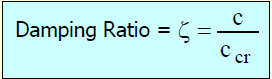 Damping Ratio = ζ = c / c cr